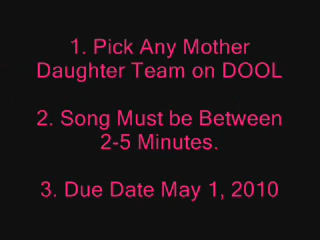 1. Pick Any Mother
Daughter Team on DOOL
2. Song Must be Between
2-5 Minutes.
3. Due Date May 1, 2010